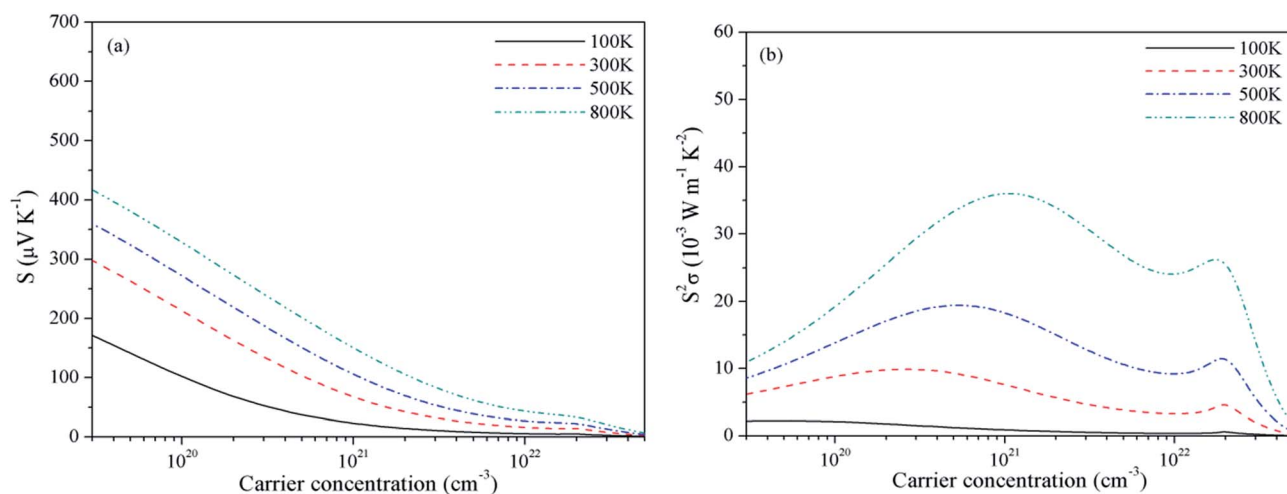 (a)
100K
300K
500K
800K
S (μV K⁻¹)
700
600
500
400
300
200
100
0
10²⁰
10²¹
10²²
Carrier concentration (cm⁻³)
(b)
100K
300K
500K
800K
S²σ (10⁻³ W m⁻¹ K⁻²)
60
50
40
30
20
10
0
10²⁰
10²¹
10²²
Carrier concentration (cm⁻³)